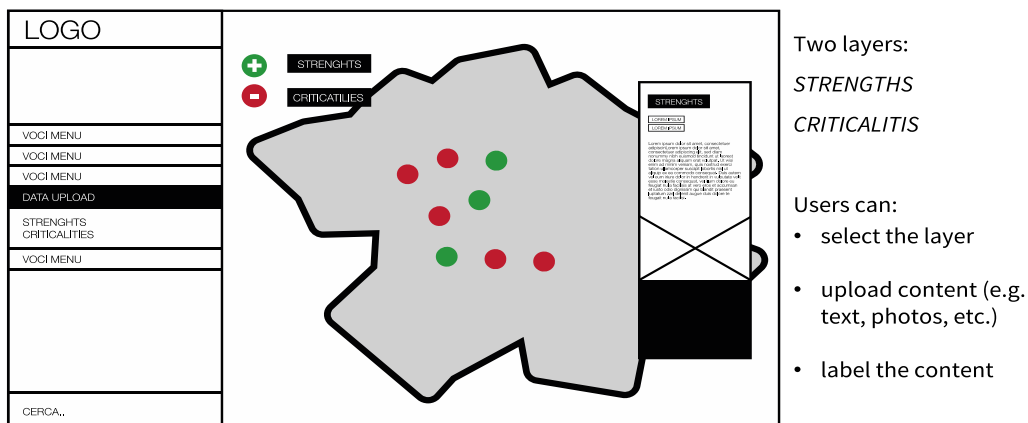 LOGO
VOCI MENU
VOCI MENU
VOCI MENU
DATA UPLOAD
STRENGHTS
CRITICALITIES
VOCI MENU
CERCA..
STRENGHTS
CRITICATILIES
STRENGHTS
LOREM IPSUM
LOREM IPSUM
Two layers:
STRENGTHS
CRITICALITIS
Users can:
• select the layer
• upload content (e.g.
text, photos, etc.)
• label the content